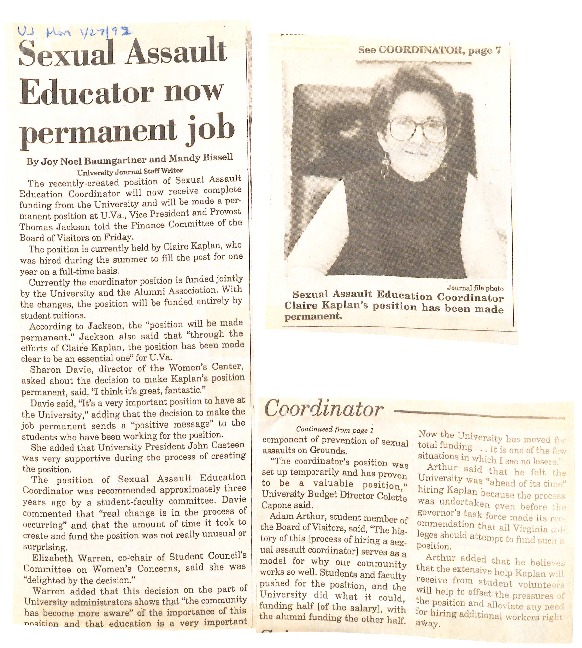 UJ Mon 1/27/92
Sexual Assault
Educator now
permanent job
By Joy Noel Baumgartner and Mandy Bissell
University Journal Staff Writer
The recently-created position of Sexual Assault
Education Coordinator will now receive complete
funding from the University and will be made a per-
manent position at U.Va., Vice President and Provost
Thomas Jackson told the Finance Committee of the
Board of Visitors on Friday.
The position is currently held by Claire Kaplan, who
was hired during the summer to fill the post for one
year on a full-time basis.
Currently the coordinator position is funded jointly
by the University and the Alumni Association. With
the changes, the position will be funded entirely by
student tuitions.
According to Jackson, the "position will be made
permanent." Jackson also said that "through the
efforts of Claire Kaplan, the position has been made
clear to be an essential one" for U.Va.
Sharon Davie, director of the Women's Center,
asked about the decision to make Kaplan's position
permanent, said, "I think it's great, fantastic."
Davie said, "It's a very important position to have at
the University," adding that the decision to make the
job permanent sends a "positive message" to the
students who have been working for the position.
She added that University President John Casteen
was very supportive during the process of creating
the position.
The position of Sexual Assault Education
Coordinator was recommended approximately three
years ago by a student-faculty committee. Davie
commented that "real change is in the process of
occurring" and that the amount of time it took to
create and fund the position was not really unusual or
surprising.
Elizabeth Warren, co-chair of Student Council's
Committee on Women's Concerns, said she was
"delighted by the decision."
Warren added that this decision on the part of
University administrators shows that "the community
has become more aware" of the importance of this
position and that education is a very important
See COORDINATOR, page 7
Journal file photo
Sexual Assault Education Coordinator
Claire Kaplan's position has been made
permanent.
Coordinator
Continued from page 1
component of prevention of sexual
assaults on Grounds.
"The coordinator's position was
set up temporarily and has proven
to be a valuable position,"
University Budget Director Colette
Capone said.
Adam Arthur, student member of
the Board of Visitors, said, "The his-
tory of this [process of hiring a sex-
ual assault coordinator] serves as a
model for why our community
works so well. Students and faculty
pushed for the position, and the
University did what it could,
funding half [of the salary], with
the alumni funding the other half.
Now the University has moved for
total funding ... it is one of the few
situations in which I see no losers."
Arthur said that he felt the
University was "ahead of its time"
hiring Kaplan because the process
was undertaken even before the
governor's task force made its rec-
ommendation that all Virginia col-
leges should attempt to fund such a
position.
Arthur added that he believes
that the extensive help Kaplan will
receive from student volunteers
will help to offset the pressures of
the position and alleviate any need
for hiring additional workers right
away.